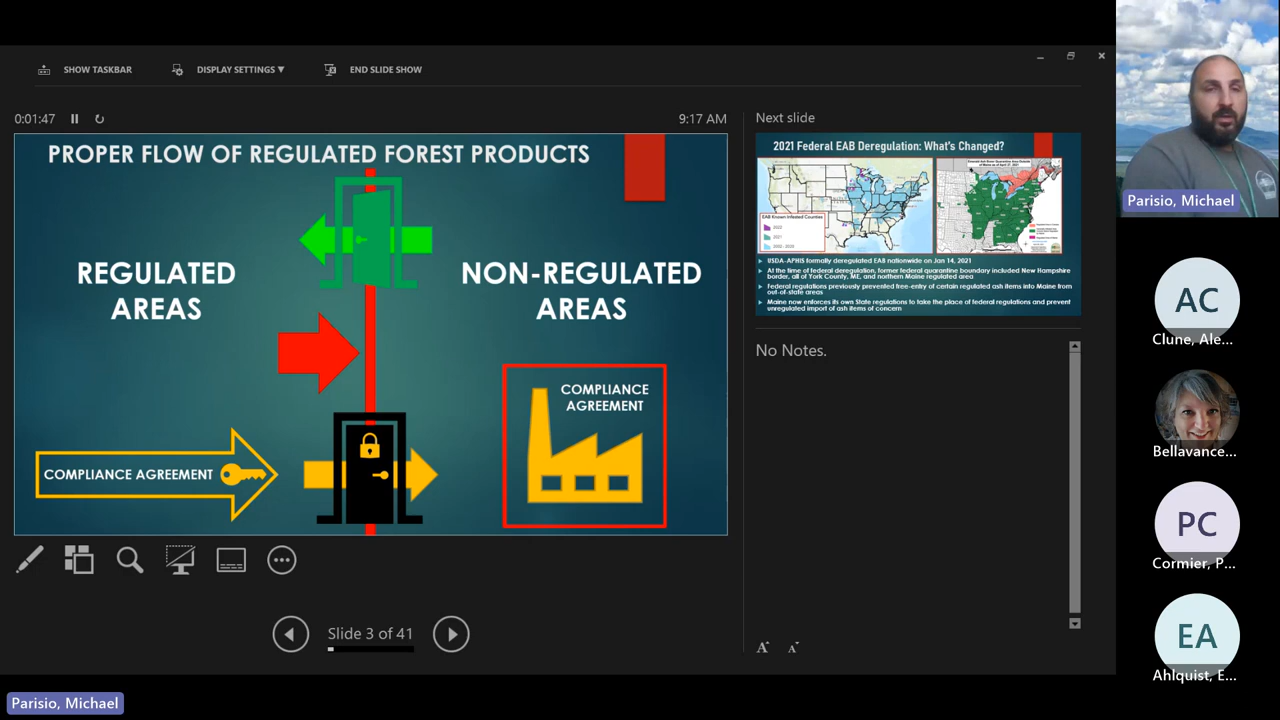 SHOW TASKBAR
DISPLAY SETTINGS
END SLIDE SHOW
0:01:47
9:17 AM
PROPER FLOW OF REGULATED FOREST PRODUCTS
REGULATED
AREAS
NON-REGULATED
AREAS
COMPLIANCE
AGREEMENT
COMPLIANCE AGREEMENT
Slide 3 of 41
Next slide
2021 Federal EAB Deregulation: What's Changed?
EAB Known Infested Counties
USDA-APHIS formally deregulated EAB nationwide on Jan 14, 2021
At the time of federal deregulation, former federal quarantine boundary included New Hampshire
border, all of York County, ME, and northern Maine regulated area
Federal regulations previously prevented free-entry of certain regulated ash items into Maine from
out-of-state areas
Maine now enforces its own State regulations to take the place of federal regulations and prevent
unregulated import of ash items of concern
No Notes.
A
A
Parisio, Michael
AC
Clune, Ale...
Bellavance...
PC
Cormier, P...
EA
Ahlquist, E...
Parisio, Michael